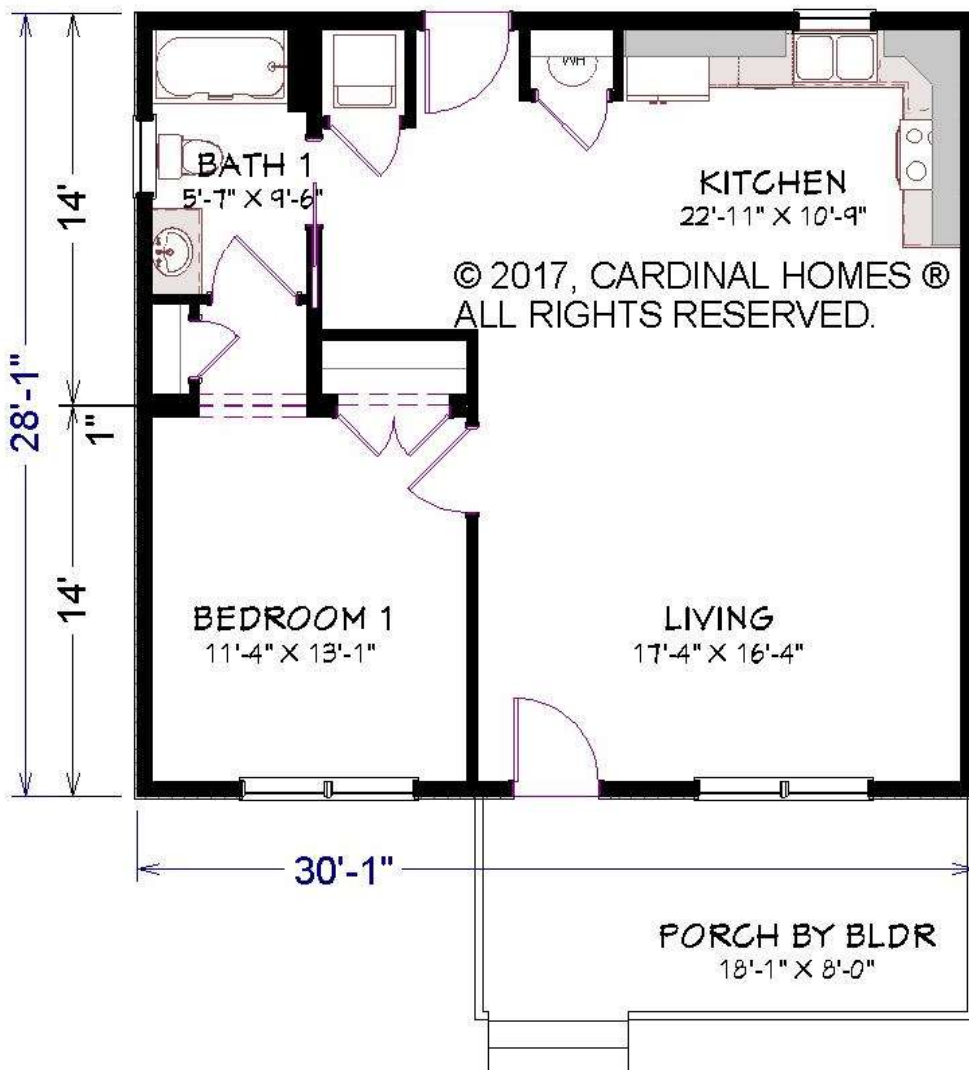 WH
BATH 1
5'-7" X 9'-6"
KITCHEN
22'-11" X 10'-9"
© 2017, CARDINAL HOMES ®
ALL RIGHTS RESERVED.
14'
28'-1"
1"
14'
BEDROOM 1
11'-4" X 13'-1"
LIVING
17'-4" X 16'-4"
30'-1"
PORCH BY BLDR
18'-1" X 8'-0"